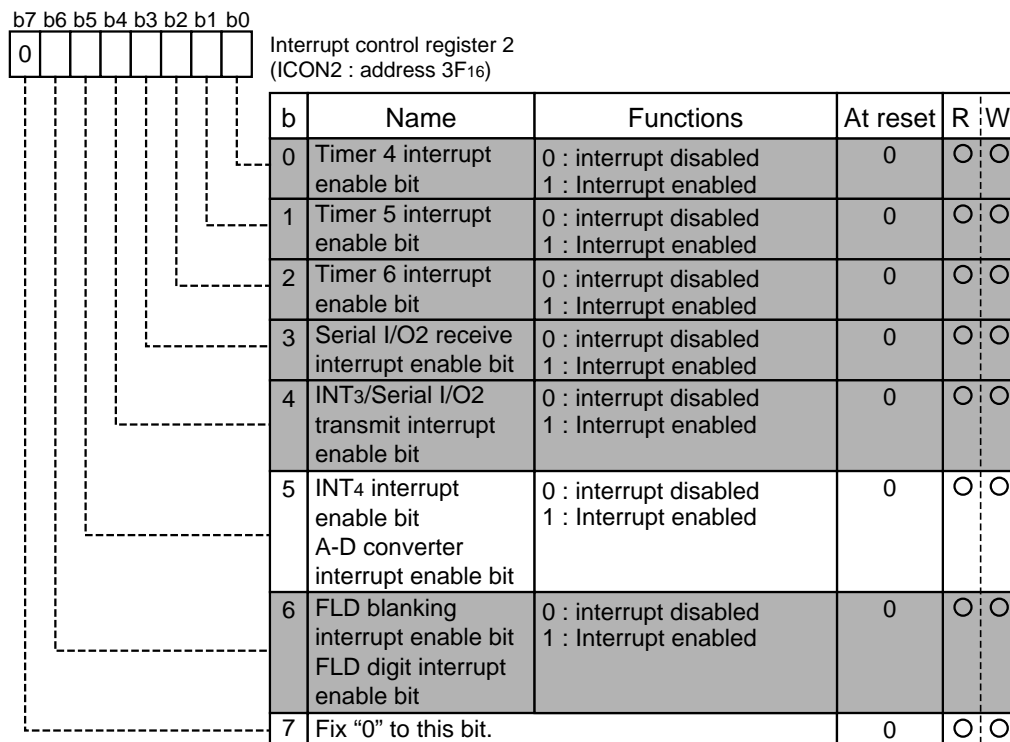 b7 b6 b5 b4 b3 b2 b1 b0
0
Interrupt control register 2
(ICON2 : address 3F16)
b Name Functions At reset R W
0 Timer 4 interrupt 0 : interrupt disabled 0 O O
enable bit 1 : Interrupt enabled
1 Timer 5 interrupt 0 : interrupt disabled 0 O O
enable bit 1 : Interrupt enabled
2 Timer 6 interrupt 0 : interrupt disabled 0 O O
enable bit 1 : Interrupt enabled
3 Serial I/O2 receive 0 : interrupt disabled 0 O O
interrupt enable bit 1 : Interrupt enabled
4 INT3/Serial I/O2 0 : interrupt disabled 0 O O
transmit interrupt 1 : Interrupt enabled
enable bit
5 INT4 interrupt 0 : interrupt disabled 0 O O
enable bit 1 : Interrupt enabled
A-D converter
interrupt enable bit
6 FLD blanking 0 : interrupt disabled 0 O O
interrupt enable bit 1 : Interrupt enabled
FLD digit interrupt
enable bit
7 Fix “0” to this bit. 0 O O